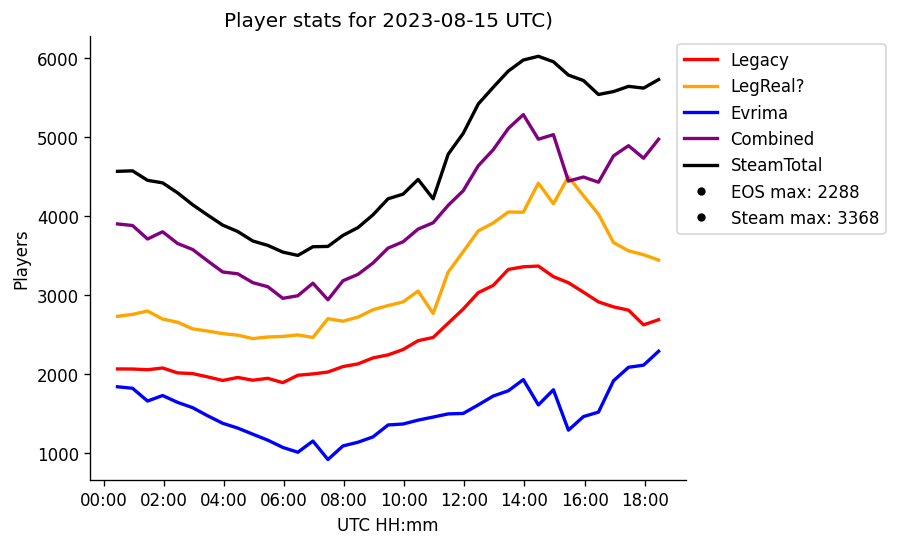 Player stats for 2023-08-15 UTC)
6000
5000
4000
3000
2000
1000
Players
00:00 02:00 04:00 06:00 08:00 10:00 12:00 14:00 16:00 18:00
UTC HH:mm
Legacy
LegReal?
Evrima
Combined
SteamTotal
EOS max: 2288
Steam max: 3368